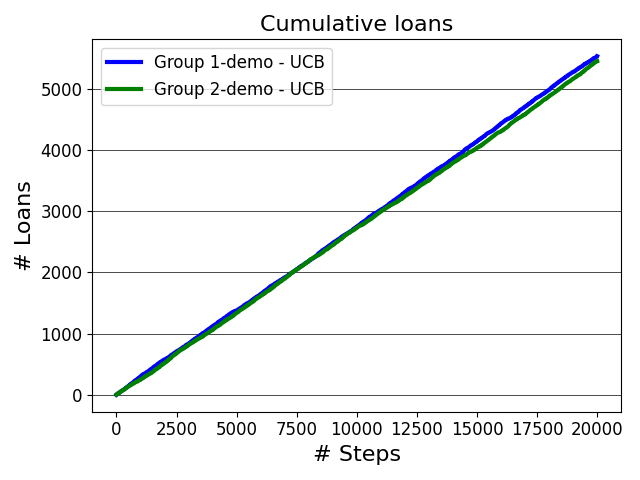 Cumulative loans
Group 1-demo - UCB
Group 2-demo - UCB
# Loans
5000
4000
3000
2000
1000
0
0 2500 5000 7500 10000 12500 15000 17500 20000
# Steps